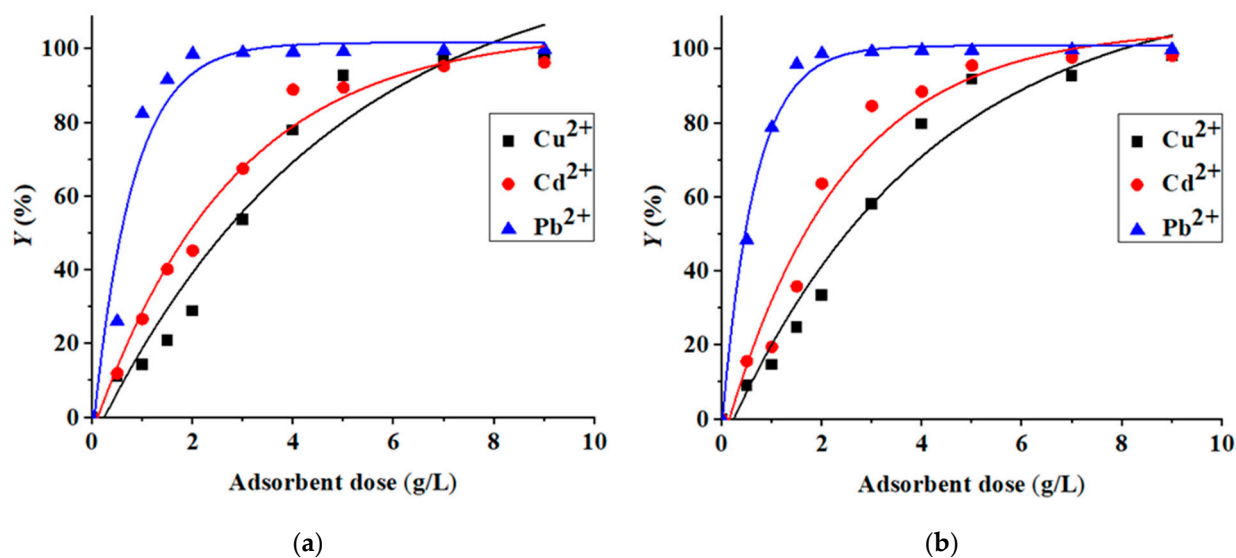 100
80
60
40
20
0
Y (%)
Cu2+
Cd2+
Pb2+
0 2 4 6 8 10
Adsorbent dose (g/L)
(a)
100
80
60
40
20
0
Y (%)
Cu2+
Cd2+
Pb2+
0 2 4 6 8 10
Adsorbent dose (g/L)
(b)